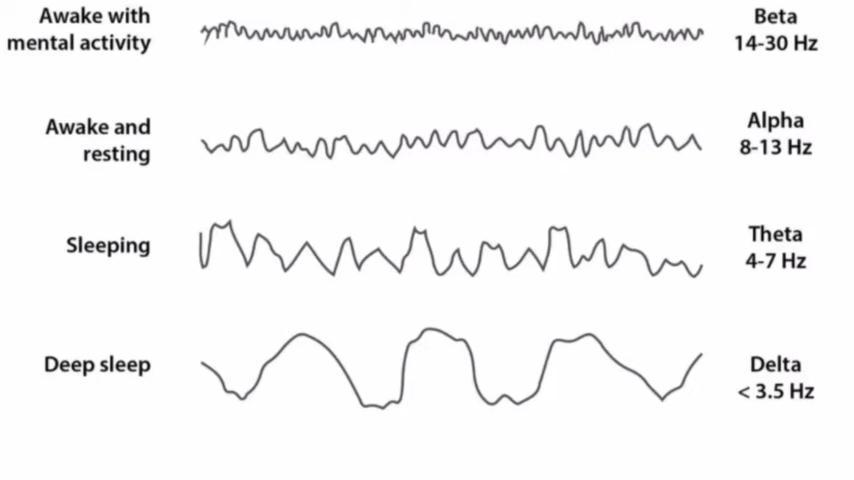 Awake with
mental activity
Beta
14-30 Hz
Awake and
resting
Alpha
8-13 Hz
Sleeping
Theta
4-7 Hz
Deep sleep
Delta
< 3.5 Hz